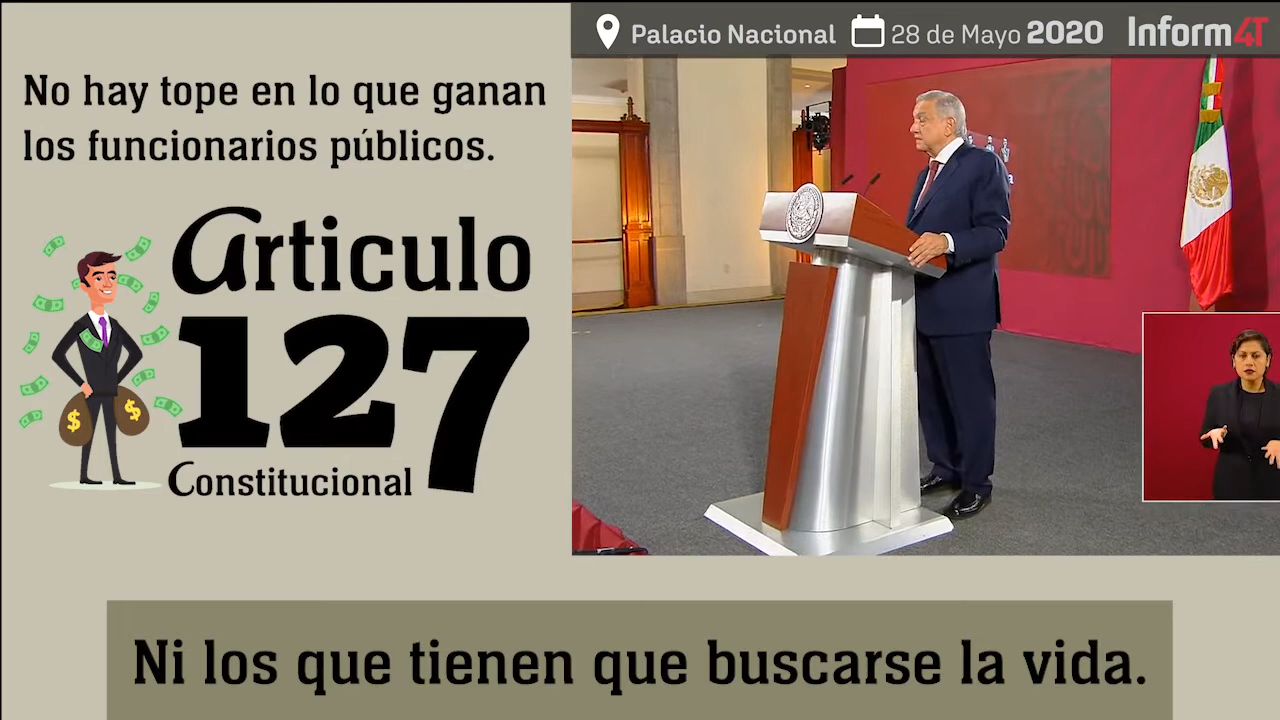 Palacio Nacional 28 de Mayo 2020 Inform4T
No hay tope en lo que ganan
los funcionarios públicos.
Articulo
127
Constitucional
$ $
Ni los que tienen que buscarse la vida.